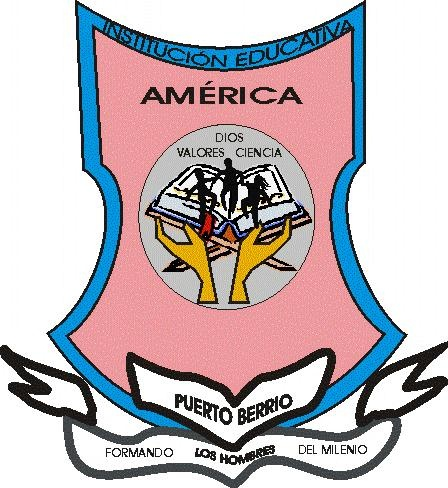 INSTITUCIÓN EDUCATIVA
AMÉRICA
DIOS
VALORES CIENCIA
PUERTO BERRIO
FORMANDO LOS HOMBRES DEL MILENIO